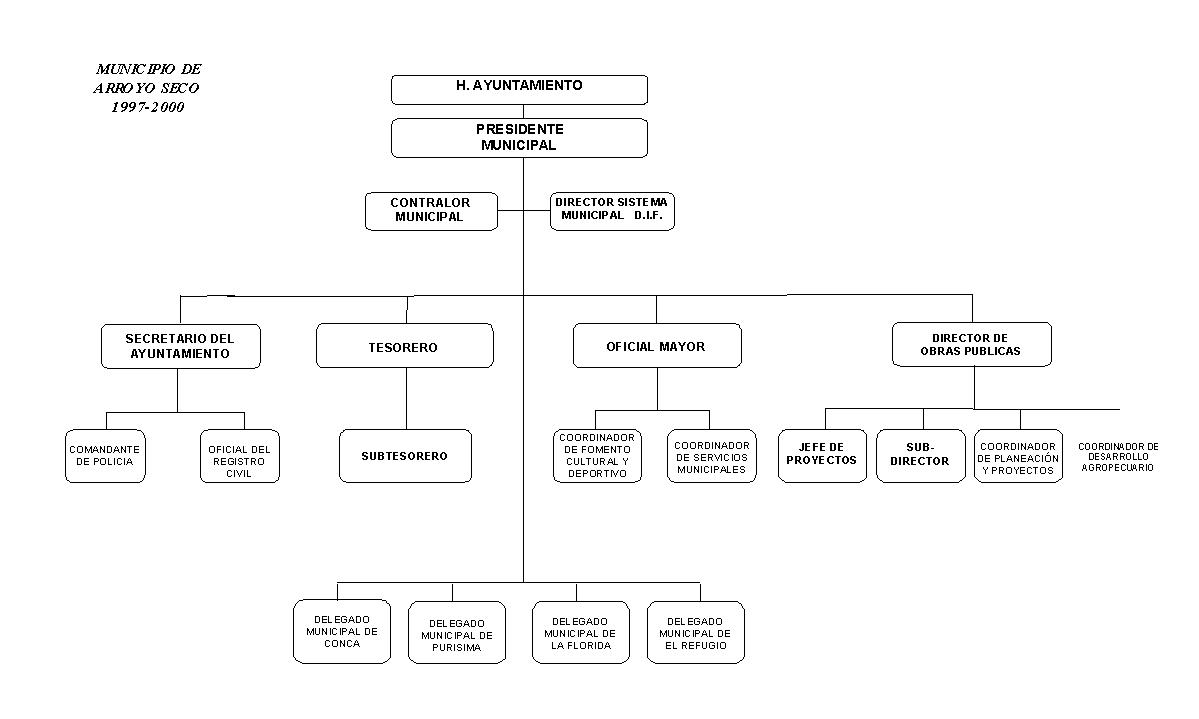 MUNICIPIO DE
ARROYO SECO
1997-2000
H. AYUNTAMIENTO
PRESIDENTE
MUNICIPAL
CONTRALOR
MUNICIPAL
DIRECTOR SISTEMA
MUNICIPAL D.I.F.
SECRETARIO DEL
AYUNTAMIENTO
TESORERO
OFICIAL MAYOR
DIRECTOR DE
OBRAS PUBLICAS
COMANDANTE
DE POLICIA
OFICIAL DEL
REGISTRO
CIVIL
SUBTESORERO
COORDINADOR
DE FOMENTO
CULTURAL Y
DEPORTIVO
COORDINADOR
DE SERVICIOS
MUNICIPALES
JEFE DE
PROYECTOS
SUB-
DIRECTOR
COORDINADOR
DE PLANEACIÓN
Y PROYECTOS
COORDINADOR DE
DESARROLLO
AGROPECUARIO
DELEGADO
MUNICIPAL DE
CONCA
DELEGADO
MUNICIPAL DE
PURISIMA
DELEGADO
MUNICIPAL DE
LA FLORIDA
DELEGADO
MUNICIPAL DE
EL REFUGIO